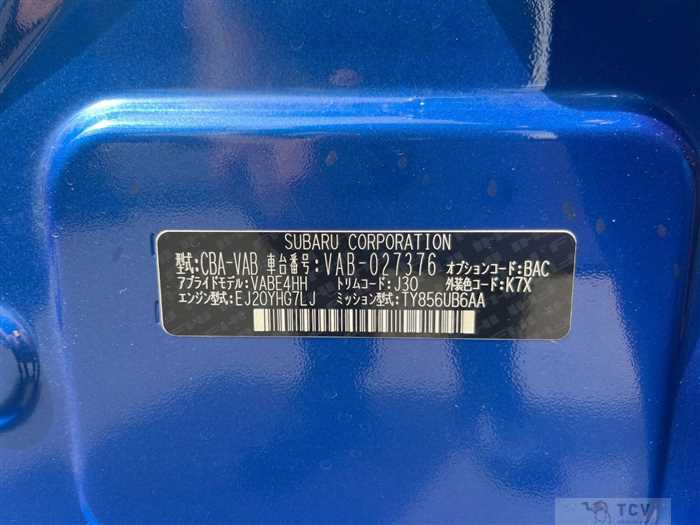 SUBARU CORPORATION
型式:CBA-VAB 車台番号:VAB-027376 オプションコード:BAC
アプライドモデル:VABE4HH トリムコード:J30 外装色コード:K7X
エンジン型式:EJ20YHG7LJ ミッション型式:TY856UB6AA
TCV